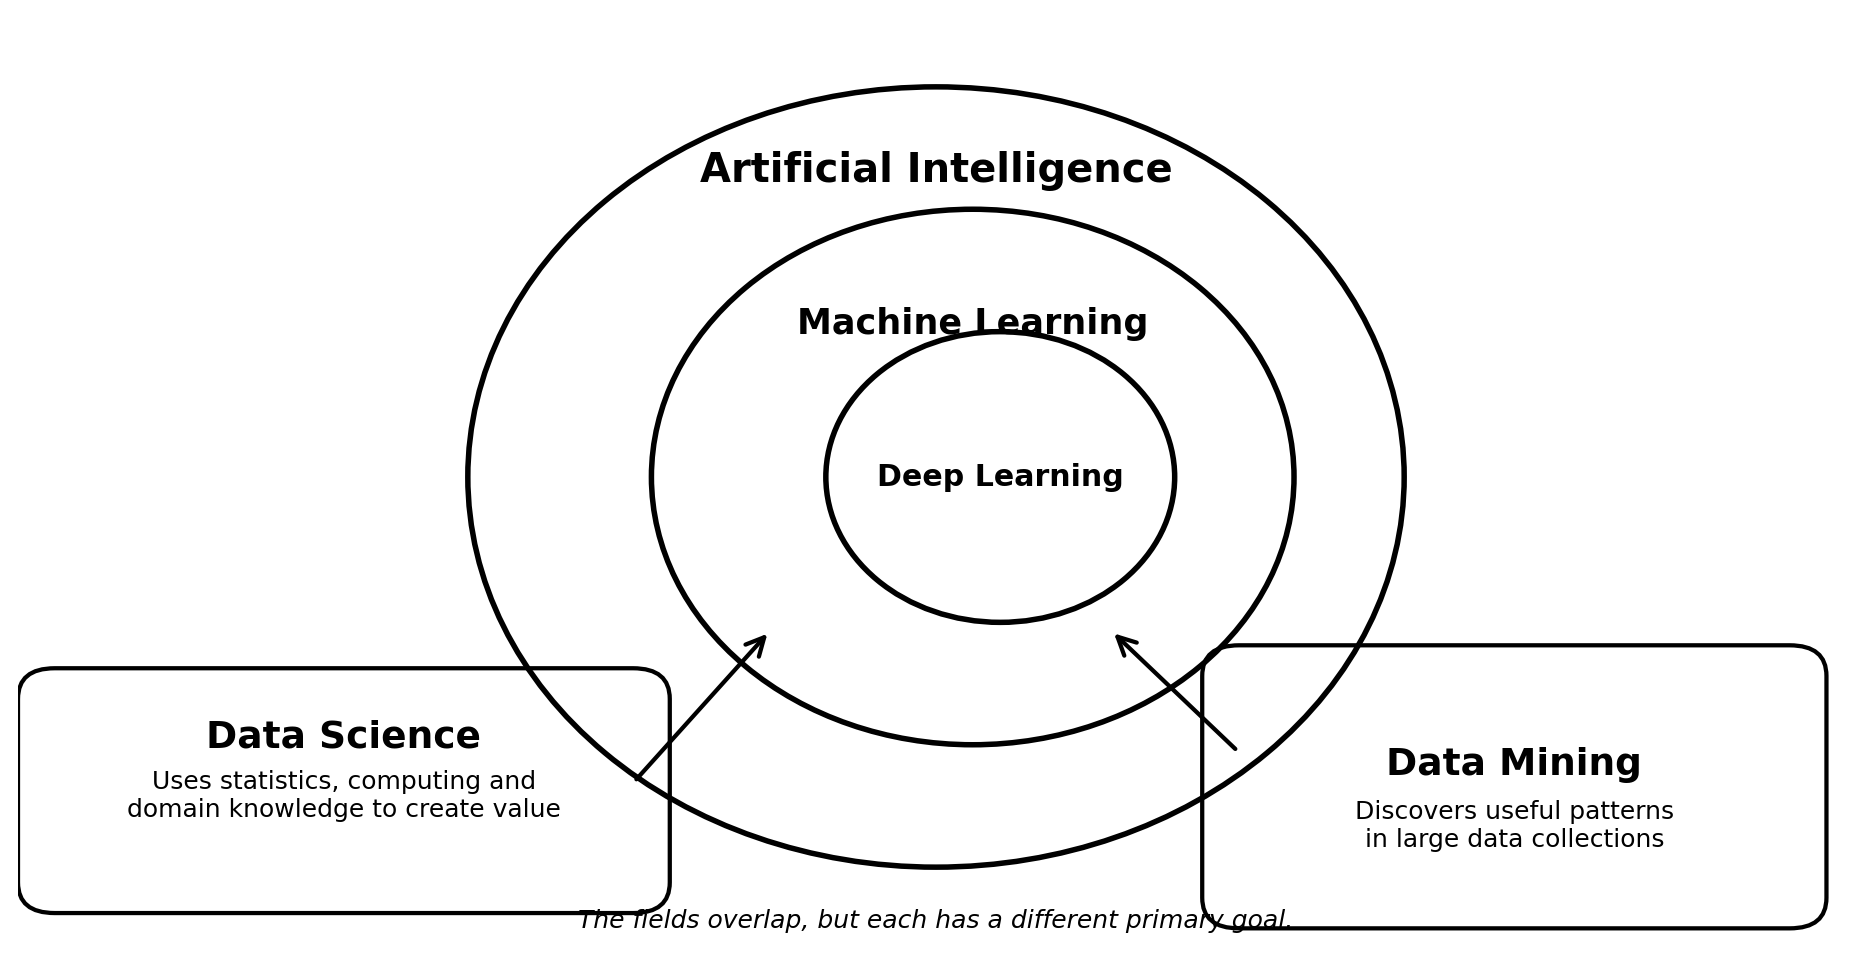 Artificial Intelligence
Machine Learning
Deep Learning
Data Science
Uses statistics, computing and
domain knowledge to create value
Data Mining
Discovers useful patterns
in large data collections
The fields overlap, but each has a different primary goal.